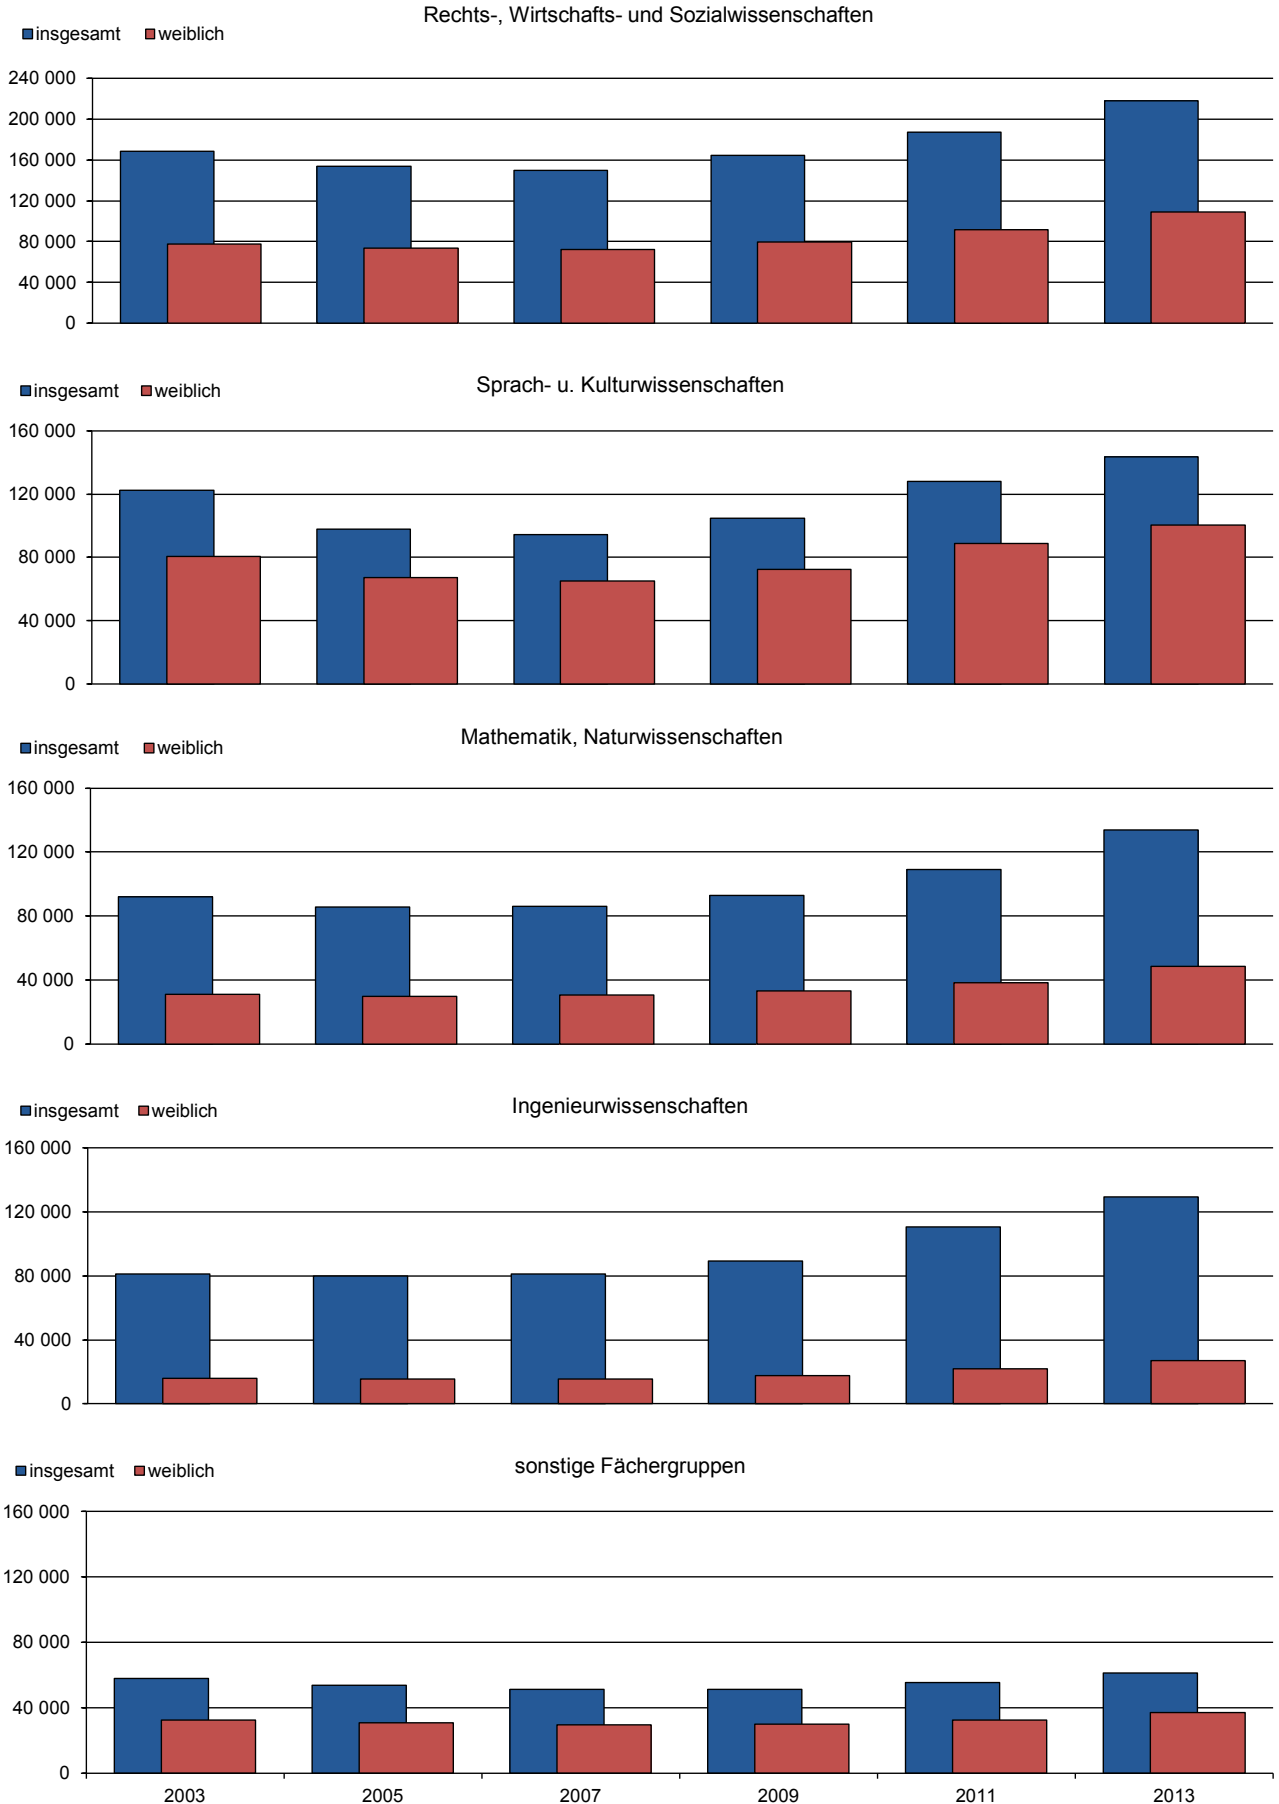 Rechts-, Wirtschafts- und Sozialwissenschaften
insgesamt weiblich
240 000
200 000
160 000
120 000
80 000
40 000
0
Sprach- u. Kulturwissenschaften
insgesamt weiblich
160 000
120 000
80 000
40 000
0
Mathematik, Naturwissenschaften
insgesamt weiblich
160 000
120 000
80 000
40 000
0
Ingenieurwissenschaften
insgesamt weiblich
160 000
120 000
80 000
40 000
0
sonstige Fächergruppen
insgesamt weiblich
160 000
120 000
80 000
40 000
0
2003 2005 2007 2009 2011 2013